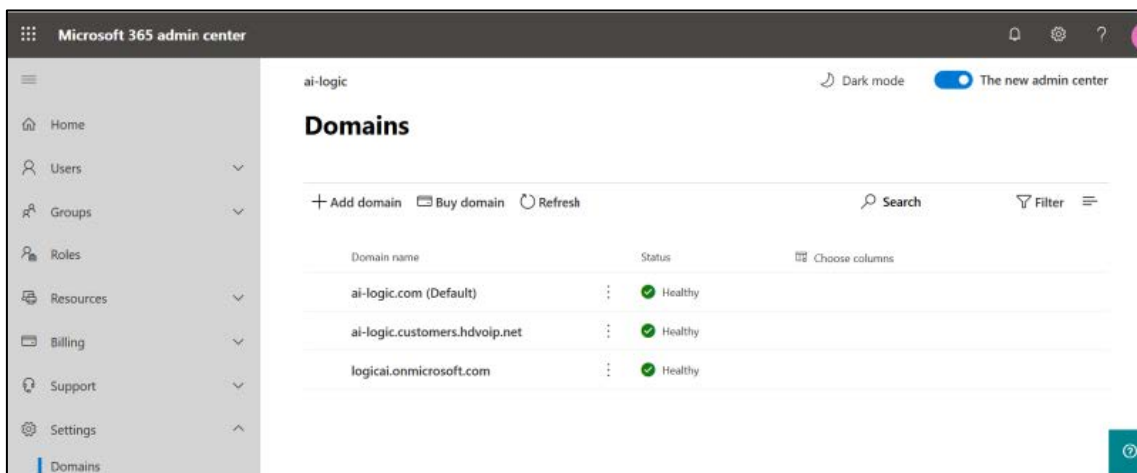 Microsoft 365 admin center
?
ai-logic
Dark mode
The new admin center
Home
Users
Groups
Roles
Resources
Billing
Support
Settings
Domains
Domains
Add domain
Buy domain
Refresh
Search
Filter
Domain name
Status
Choose columns
ai-logic.com (Default)
Healthy
ai-logic.customers.hdvoip.net
Healthy
logicai.onmicrosoft.com
Healthy